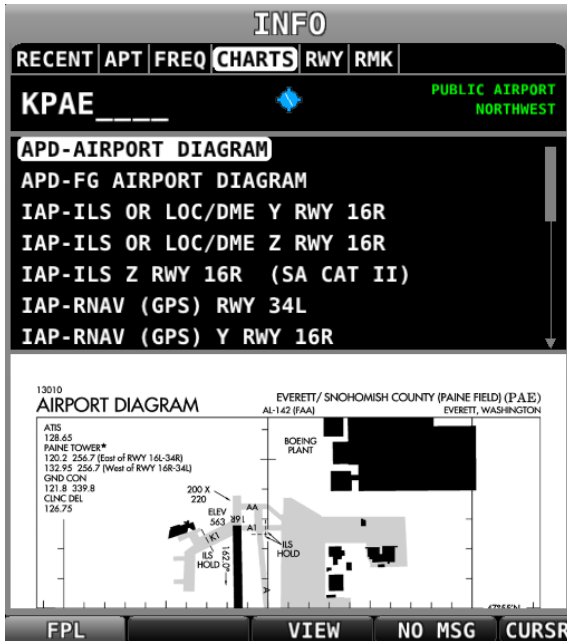 INFO
RECENT APT FREQ CHARTS RWY RMK
KPAE____
PUBLIC AIRPORT
NORTHWEST
APD-AIRPORT DIAGRAM
APD-FG AIRPORT DIAGRAM
IAP-ILS OR LOC/DME Y RWY 16R
IAP-ILS OR LOC/DME Z RWY 16R
IAP-ILS Z RWY 16R (SA CAT II)
IAP-RNAV (GPS) RWY 34L
IAP-RNAV (GPS) Y RWY 16R
13010
AIRPORT DIAGRAM
EVERETT/ SNOHOMISH COUNTY (PAINE FIELD) (PAE)
AL-142 (FAA)
EVERETT, WASHINGTON
ATIS
128.65
PAINE TOWER*
120.2 256.7 (East of RWY 16L-34R)
132.95 256.7 (West of RWY 16R-34L)
GND CON
121.8 339.8
CLNC DEL
126.75
BOEING
PLANT
200 X
220
ELEV
563
16R
AA
A1
K1
ILS
HOLD
ILS
HOLD
162.0°
A
47°55'N
FPL VIEW NO MSG CURSR